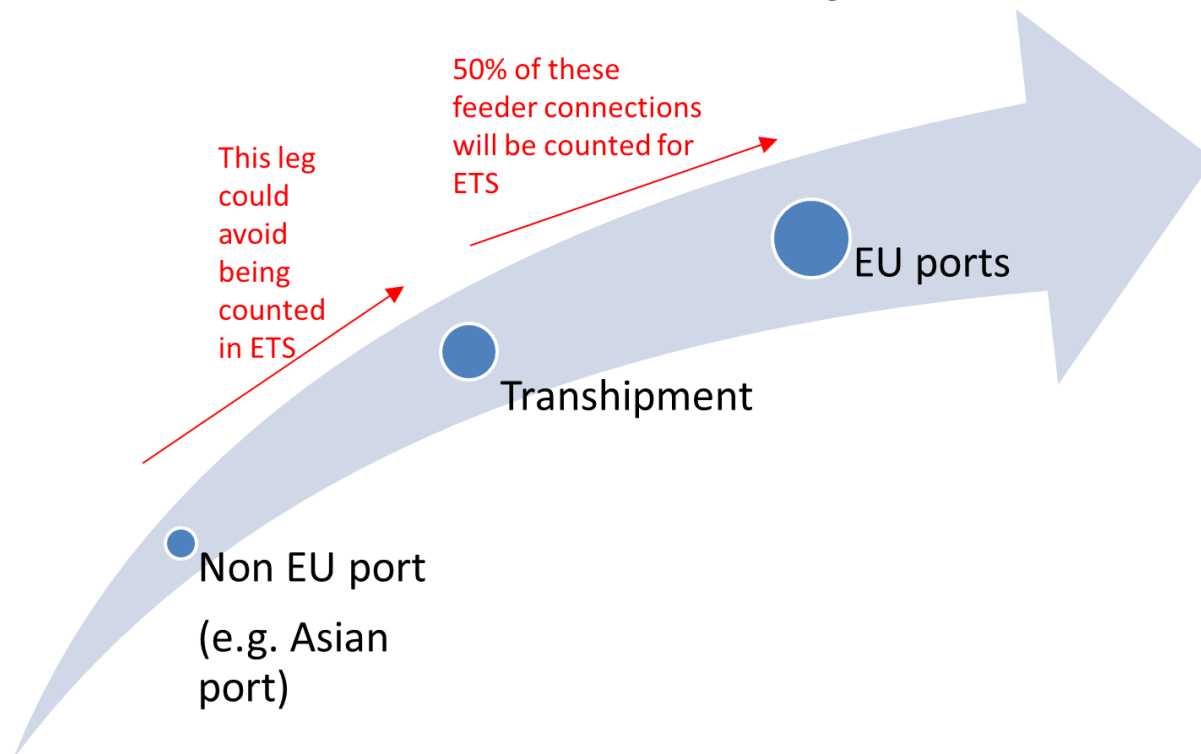 50% of these
feeder connections
will be counted for
ETS
This leg
could
avoid
being
counted
in ETS
EU ports
Transhipment
Non EU port
(e.g. Asian
port)